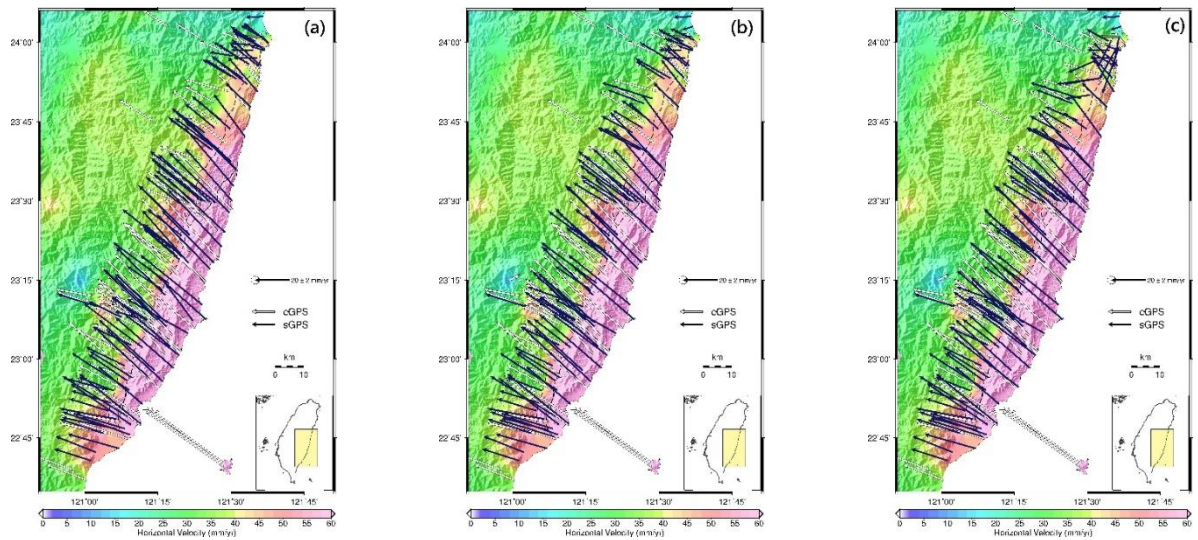 (a)
24°00'
23°45'
23°30'
23°15'
23°00'
22°45'
20 ± 2 mm/yr
cGPS
sGPS
km
0 10
121°00' 121°15' 121°30' 121°45'
0 5 10 15 20 25 30 35 40 45 50 55 60
Horizontal Velocity (mm/yr)
(b)
24°00'
23°45'
23°30'
23°15'
23°00'
22°45'
20 ± 2 mm/yr
cGPS
sGPS
km
0 10
121°00' 121°15' 121°30' 121°45'
0 5 10 15 20 25 30 35 40 45 50 55 60
Horizontal Velocity (mm/yr)
(c)
24°00'
23°45'
23°30'
23°15'
23°00'
22°45'
20 ± 2 mm/yr
cGPS
sGPS
km
0 10
121°00' 121°15' 121°30' 121°45'
0 5 10 15 20 25 30 35 40 45 50 55 60
Horizontal Velocity (mm/yr)